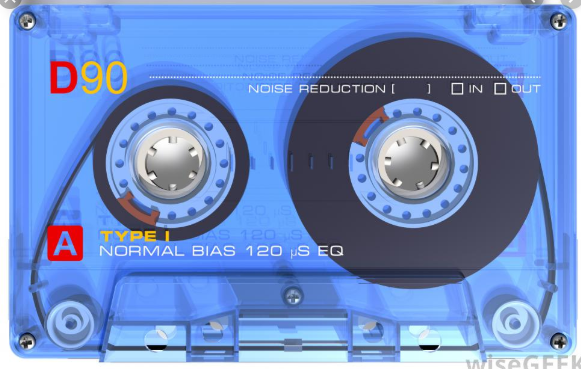 D90
NOISE REDUCTION [ ] IN OUT
A
TYPE I
NORMAL BIAS 120 µS EQ
wiseGEEK